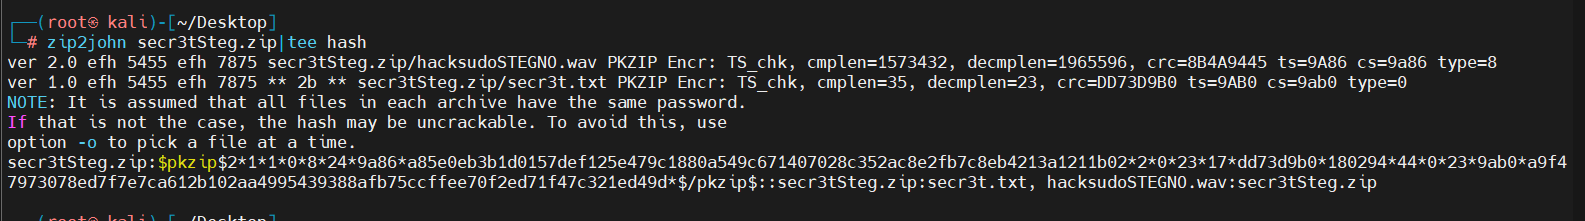 ┌──(root㉿ kali)-[~/Desktop]
└─# zip2john secr3tSteg.zip|tee hash
ver 2.0 efh 5455 efh 7875 secr3tSteg.zip/hacksudoSTEGNO.wav PKZIP Encr: TS_chk, cmplen=1573432, decmplen=1965596, crc=8B4A9445 ts=9A86 cs=9a86 type=8
ver 1.0 efh 5455 efh 7875 ** 2b ** secr3tSteg.zip/secr3t.txt PKZIP Encr: TS_chk, cmplen=35, decmplen=23, crc=DD73D9B0 ts=9AB0 cs=9ab0 type=0
NOTE: It is assumed that all files in each archive have the same password.
If that is not the case, the hash may be uncrackable. To avoid this, use
option -o to pick a file at a time.
secr3tSteg.zip:$pkzip$2*1*1*0*8*24*9a86*a85e0eb3b1d0157def125e479c1880a549c671407028c352ac8e2fb7c8eb4213a1211b02*2*0*23*17*dd73d9b0*180294*44*0*23*9ab0*a9f4
7973078ed7f7e7ca612b102aa4995439388afb75ccffee70f2ed71f47c321ed49d*$/pkzip$::secr3tSteg.zip:secr3t.txt, hacksudoSTEGNO.wav:secr3tSteg.zip
┌──(root㉿ kali)-[~/Desktop]